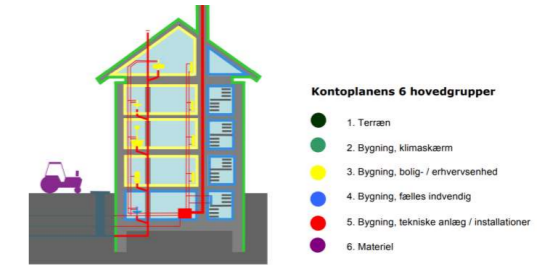 Kontoplanens 6 hovedgrupper
1. Terræn
2. Bygning, klimaskærm
3. Bygning, bolig- / erhvervsenhed
4. Bygning, fælles indvendig
5. Bygning, tekniske anlæg / installationer
6. Materiel